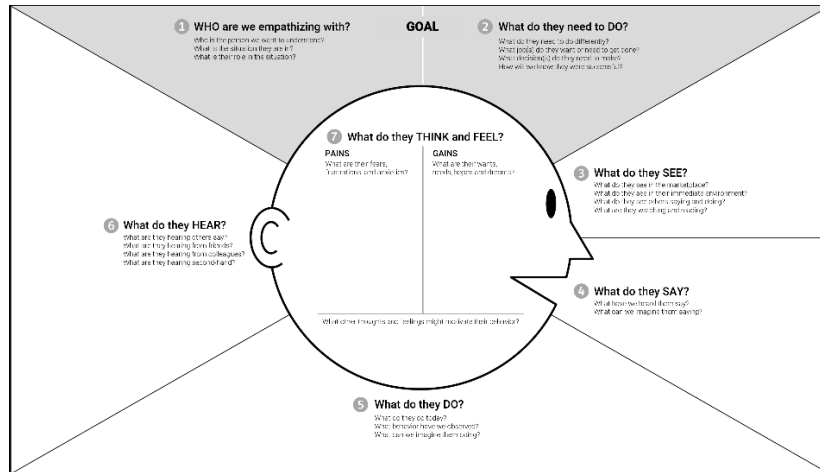 1 WHO are we empathizing with?
Who is the person we want to understand?
What is the situation they are in?
What is their role in the situation?
GOAL
2 What do they need to DO?
What do they need to do differently?
What job(s) do they want or need to get done?
What decision(s) do they need to make?
How will we know they were successful?
7 What do they THINK and FEEL?
PAINS
What are their fears,
frustrations, and anxieties?
GAINS
What are their wants,
needs, hopes and dreams?
3 What do they SEE?
What do they see in the marketplace?
What do they see in their immediate environment?
What do they see others saying and doing?
What are they watching and reading?
6 What do they HEAR?
What are they hearing others say?
What are they hearing from friends?
What are they hearing from colleagues?
What are they hearing second-hand?
4 What do they SAY?
What have we heard them say?
What can we imagine them saying?
What other thoughts and feelings might motivate their behavior?
5 What do they DO?
What do they do today?
What behavior have we observed?
What can we imagine them doing?